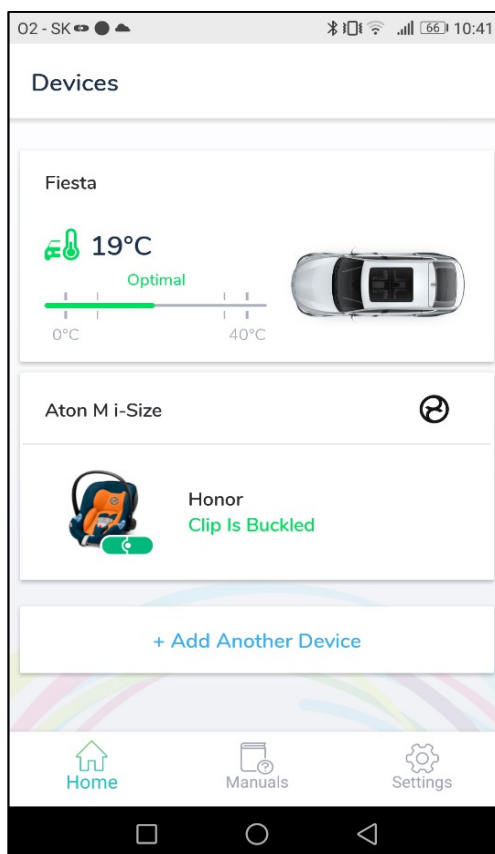 O2 - SK 66 10:41
Devices
Fiesta
19°C
Optimal
0°C 40°C
Aton M i-Size
Honor
Clip Is Buckled
+ Add Another Device
Home Manuals Settings